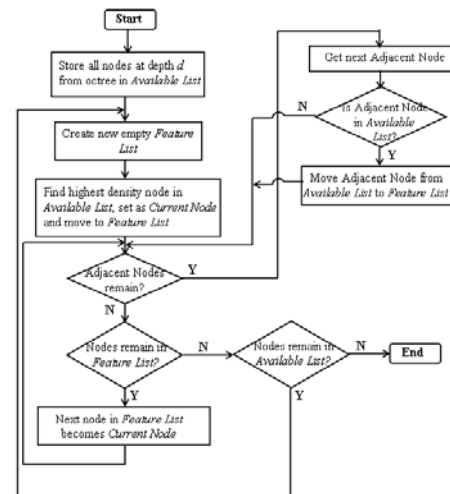 Start
Store all nodes at depth d
from octree in Available List
Create new empty Feature
List
Find highest density node in
Available List, set as Current Node
and move to Feature List
Adjacent Nodes
remain?
Y
N
Nodes remain in
Feature List?
N
Y
Next node in Feature List
becomes Current Node
Get next Adjacent Node
Is Adjacent Node
in Available
List?
N
Y
Move Adjacent Node from
Available List to Feature List
Nodes remain in
Available List?
N
Y
End